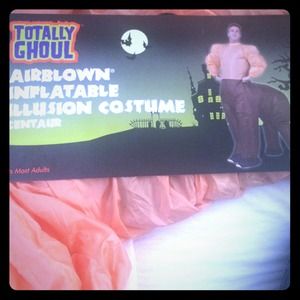 TOTALLY
GHOUL
AIRBLOWN®
INFLATABLE
ILLUSION COSTUME
CENTAUR
Most Adults